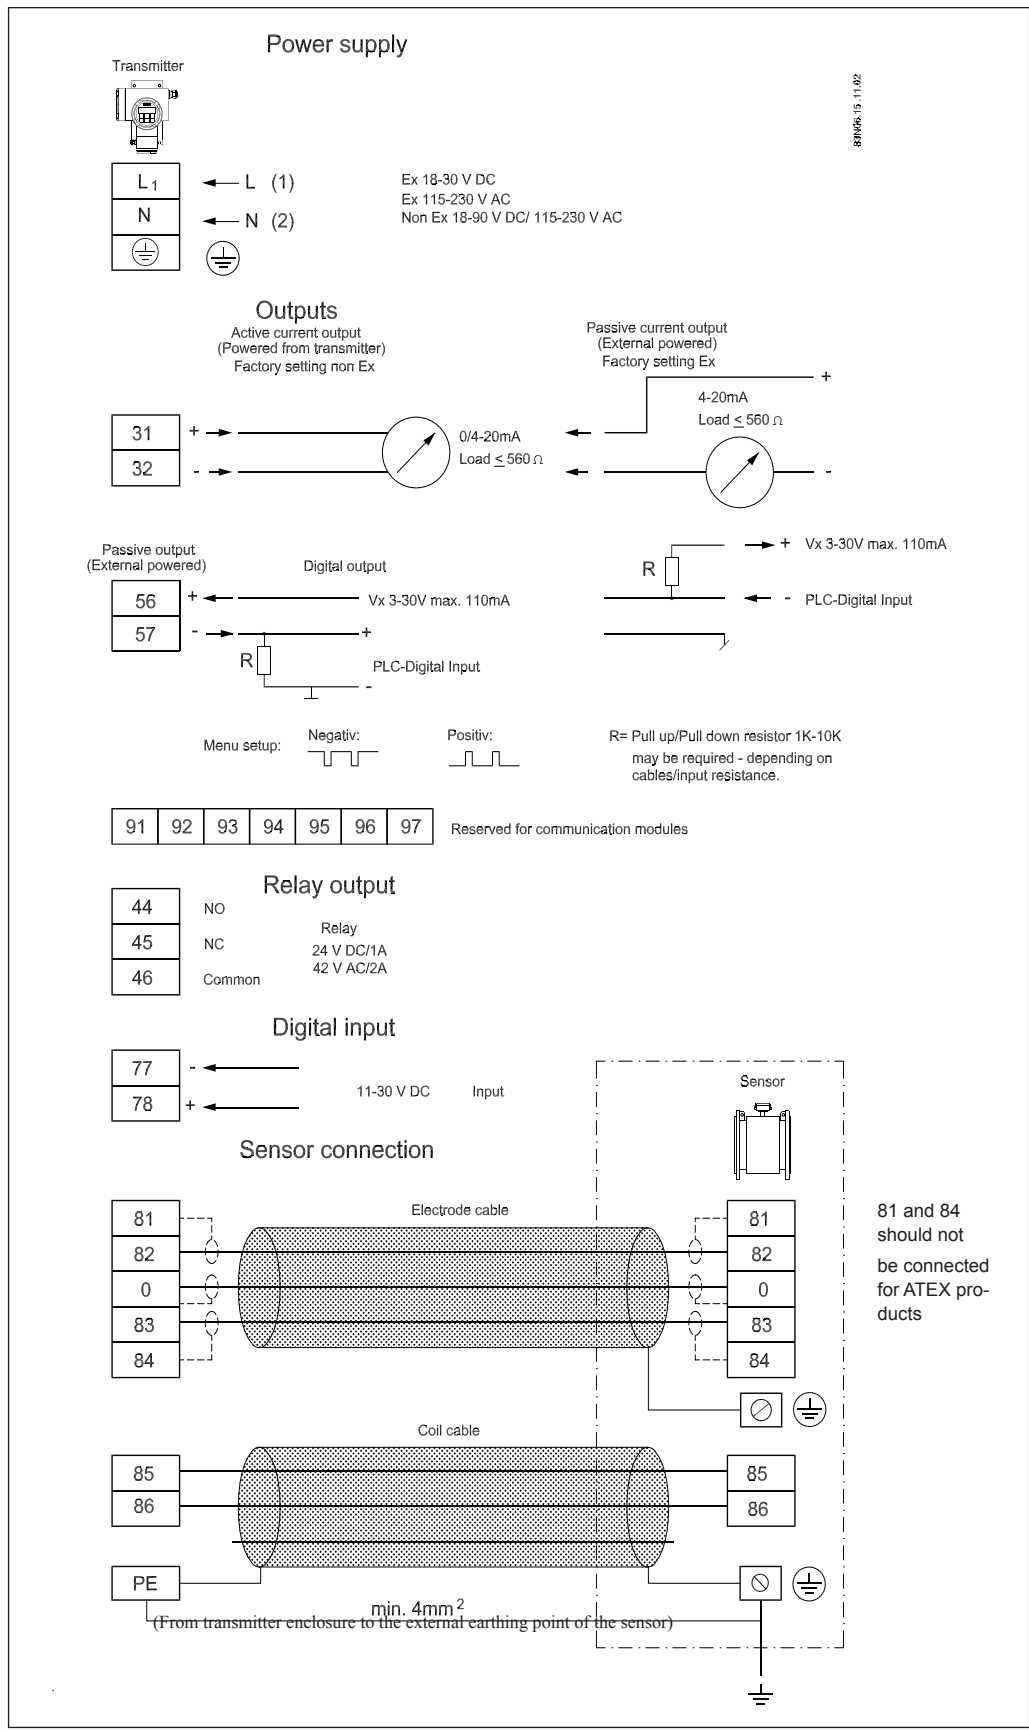 Power supply
Transmitter
83N06.15.11.02
L1
L (1)
Ex 18-30 V DC
Ex 115-230 V AC
N
N (2)
Non Ex 18-90 V DC/ 115-230 V AC
Outputs
Active current output
(Powered from transmitter)
Factory setting non Ex
Passive current output
(External powered)
Factory setting Ex
+
4-20mA
Load ≤ 560 Ω
31
+
0/4-20mA
Load ≤ 560 Ω
32
-
-
Passive output
(External powered)
Digital output
R
+ Vx 3-30V max. 110mA
56
+
Vx 3-30V max. 110mA
- PLC-Digital Input
57
-
+
R
PLC-Digital Input
-
Menu setup:
Negativ:
Positiv:
R= Pull up/Pull down resistor 1K-10K
may be required - depending on
cables/input resistance.
91 92 93 94 95 96 97
Reserved for communication modules
Relay output
44
NO
45
NC
46
Common
Relay
24 V DC/1A
42 V AC/2A
Digital input
77
-
78
+
11-30 V DC
Input
Sensor
Sensor connection
Electrode cable
81
82
0
83
84
81
82
0
83
84
81 and 84
should not
be connected
for ATEX pro-
ducts
Coil cable
85
86
85
86
PE
min. 4mm2
(From transmitter enclosure to the external earthing point of the sensor)